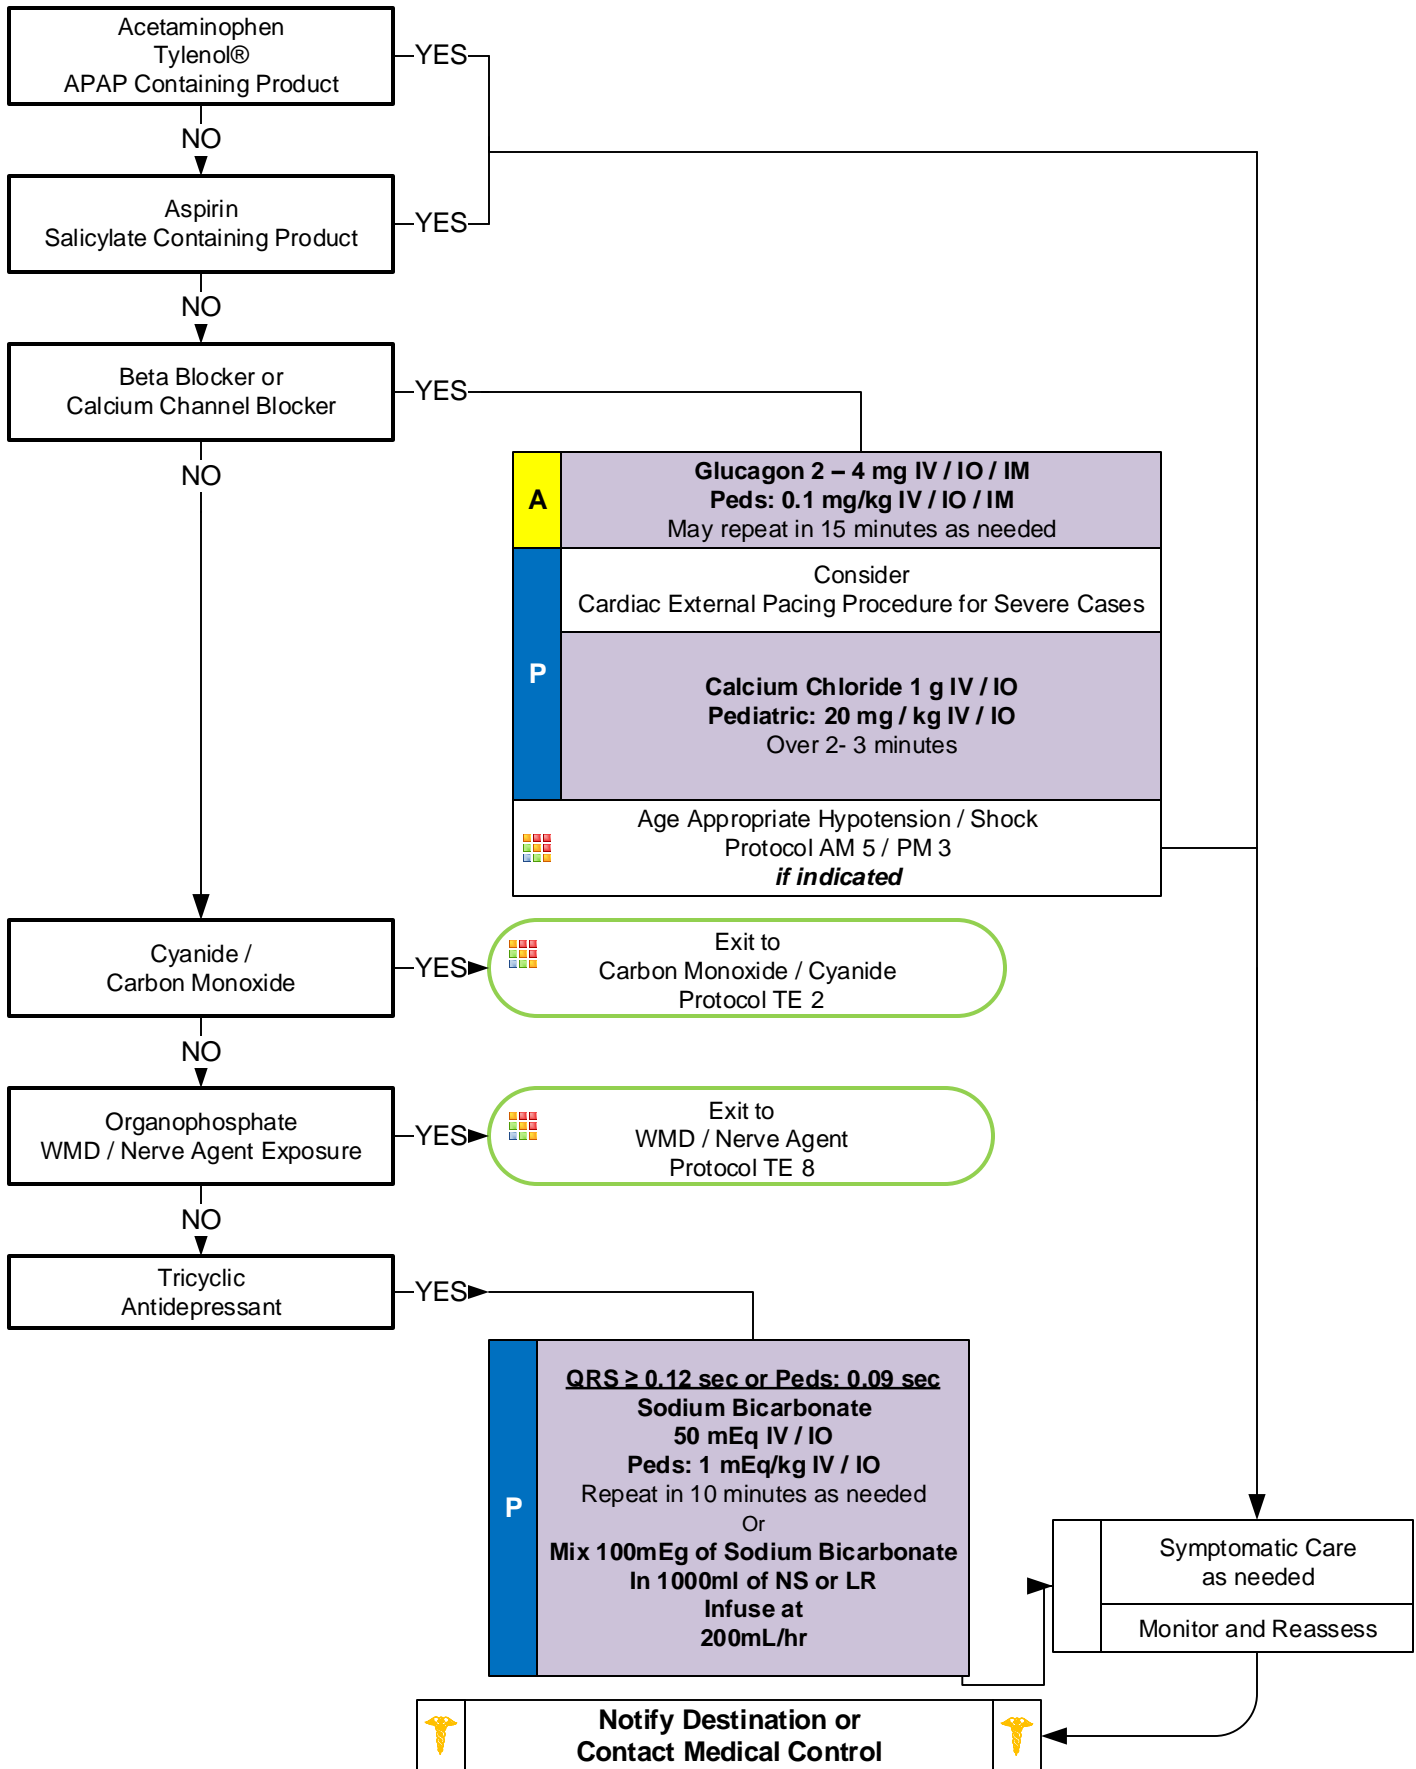 Acetaminophen
Tylenol®
APAP Containing Product
YES
NO
Aspirin
Salicylate Containing Product
YES
NO
Beta Blocker or
Calcium Channel Blocker
YES
NO
A
Glucagon 2 – 4 mg IV / IO / IM
Peds: 0.1 mg/kg IV / IO / IM
May repeat in 15 minutes as needed
P
Consider
Cardiac External Pacing Procedure for Severe Cases
Calcium Chloride 1 g IV / IO
Pediatric: 20 mg / kg IV / IO
Over 2- 3 minutes
Age Appropriate Hypotension / Shock
Protocol AM 5 / PM 3
if indicated
Cyanide /
Carbon Monoxide
YES
Exit to
Carbon Monoxide / Cyanide
Protocol TE 2
NO
Organophosphate
WMD / Nerve Agent Exposure
YES
Exit to
WMD / Nerve Agent
Protocol TE 8
NO
Tricyclic
Antidepressant
YES
P
QRS ≥ 0.12 sec or Peds: 0.09 sec
Sodium Bicarbonate
50 mEq IV / IO
Peds: 1 mEq/kg IV / IO
Repeat in 10 minutes as needed
Or
Mix 100mEg of Sodium Bicarbonate
In 1000ml of NS or LR
Infuse at
200mL/hr
Symptomatic Care
as needed
Monitor and Reassess
Notify Destination or
Contact Medical Control